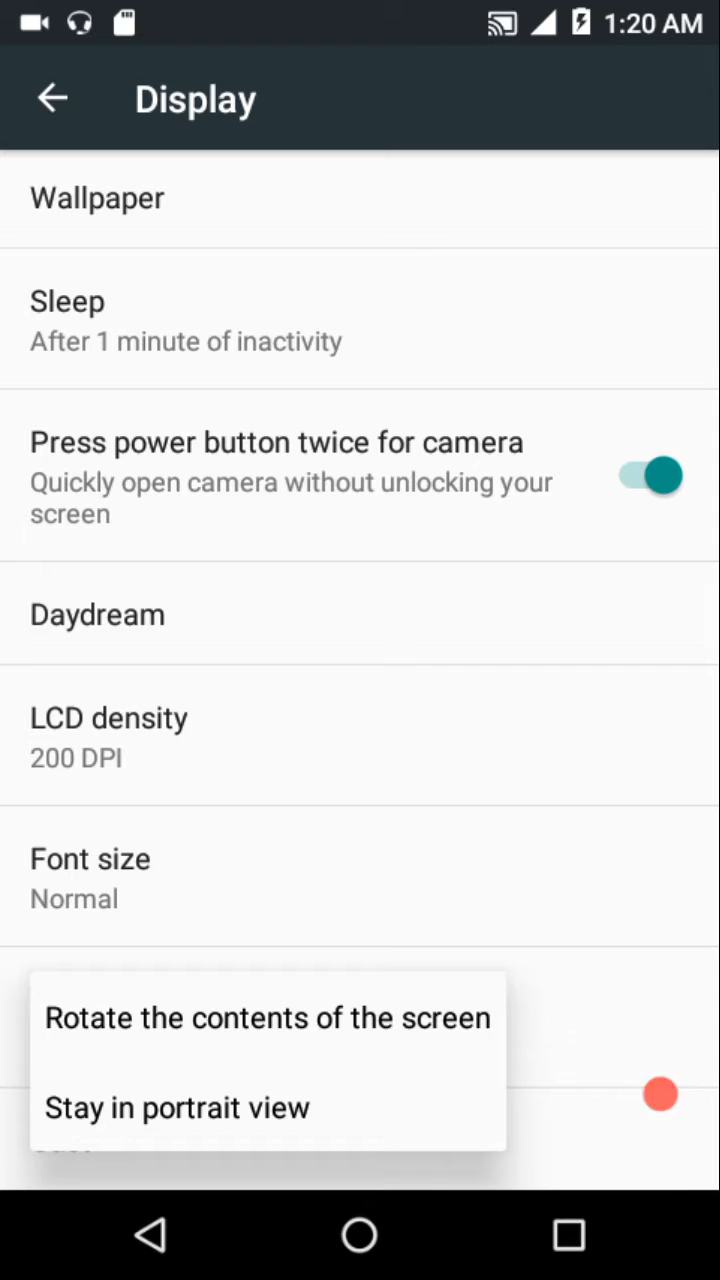 1:20 AM
Display
Wallpaper
Sleep
After 1 minute of inactivity
Press power button twice for camera
Quickly open camera without unlocking your
screen
Daydream
LCD density
200 DPI
Font size
Normal
Rotate the contents of the screen
Stay in portrait view